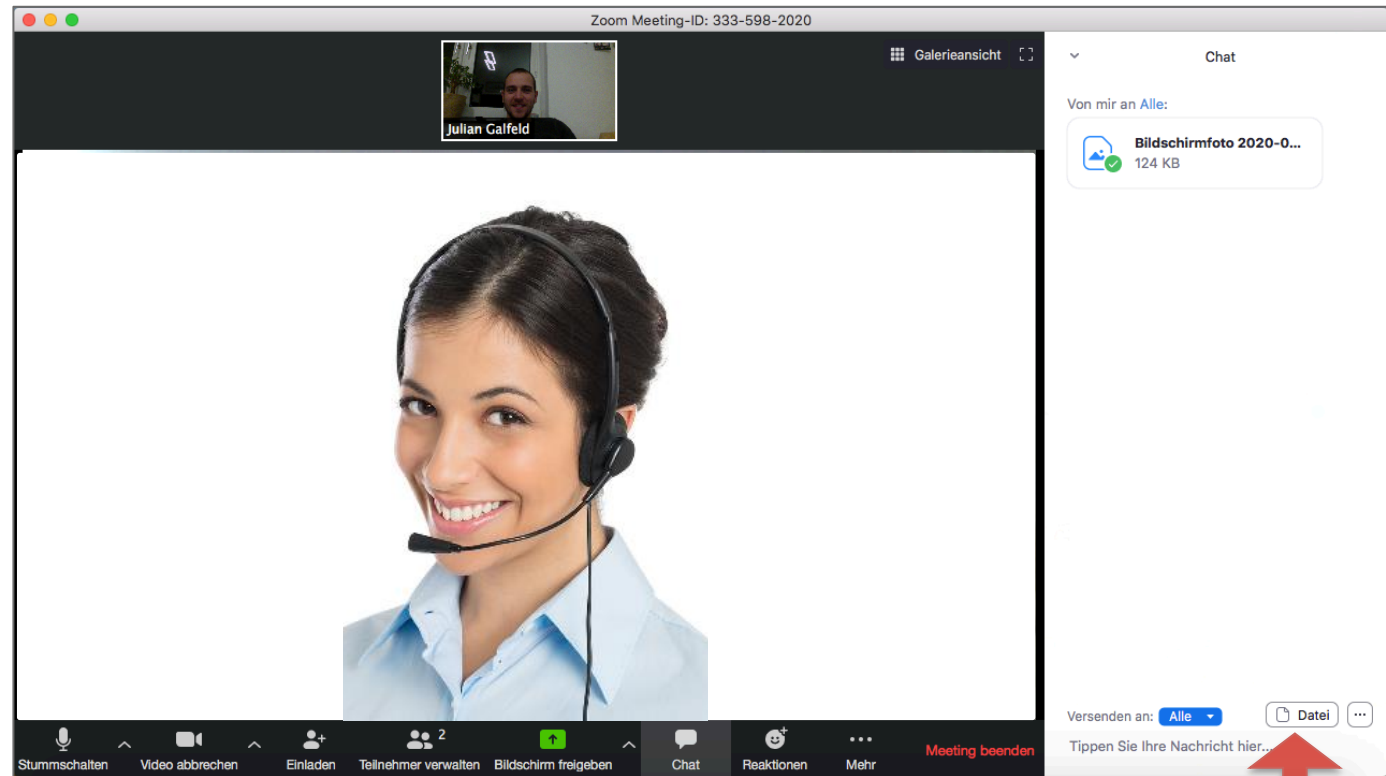 Zoom Meeting-ID: 333-598-2020
Galerieansicht
Julian Galfeld
Chat
Von mir an Alle:
Bildschirmfoto 2020-0...
124 KB
Versenden an: Alle
Datei
Tippen Sie Ihre Nachricht hier...
Stummschalten
Video abbrechen
Einladen
2
Teilnehmer verwalten
Bildschirm freigeben
Chat
Reaktionen
Mehr
Meeting beenden